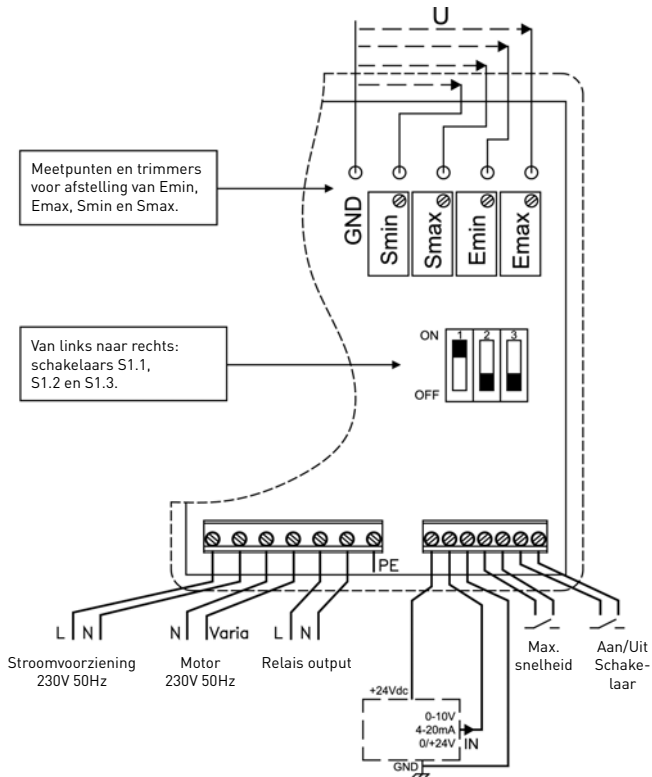 U
Meetpunten en trimmers
voor afstelling van Emin,
Emax, Smin en Smax.
GND
Smin
Smax
Emin
Emax
Van links naar rechts:
schakelaars S1.1,
S1.2 en S1.3.
ON
1 2 3
OFF
PE
L N
N Varia
L N
Stroomvoorziening
230V 50Hz
Motor
230V 50Hz
Relais output
Max.
snelheid
Aan/Uit
Schake-
laar
+24Vdc
0-10V
4-20mA
0/+24V IN
GND